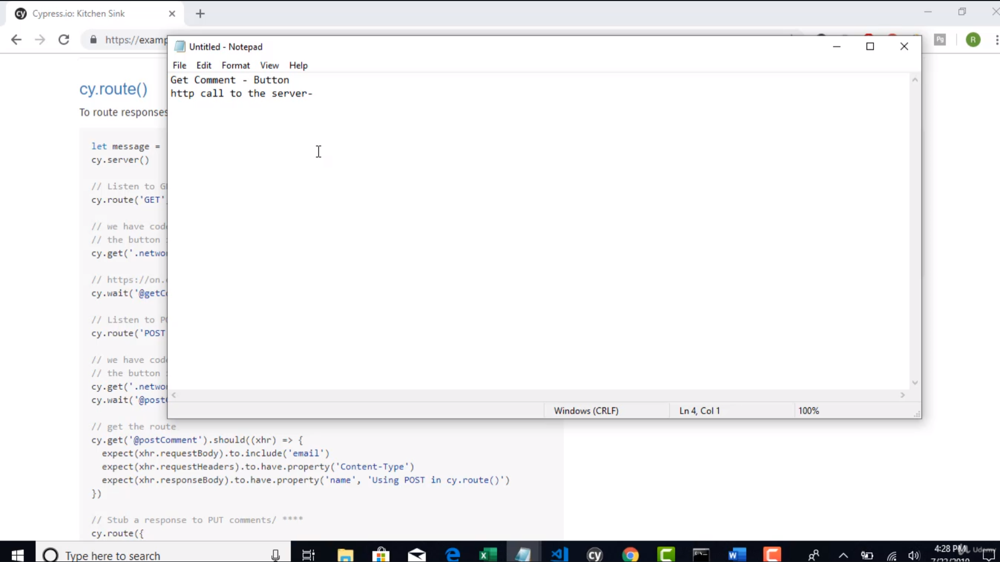 Cypress.io: Kitchen Sink
https://examp
Pg
R
Untitled - Notepad
File Edit Format View Help
Get Comment - Button
http call to the server-
Windows (CRLF)
Ln 4, Col 1
100%
cy.route()
To route responses
let message =
cy.server()
// Listen to G
cy.route('GET'
// we have cod
// the button
cy.get('.netwo
// https://on.
cy.wait('@getC
// Listen to P
cy.route('POST
// we have cod
// the button
cy.get('.netwo
cy.wait('@post
// get the route
cy.get('@postComment').should((xhr) => {
expect(xhr.requestBody).to.include('email')
expect(xhr.requestHeaders).to.have.property('Content-Type')
expect(xhr.responseBody).to.have.property('name', 'Using POST in cy.route()')
})
// Stub a response to PUT comments/ ****
cy.route({
Type here to search
4:28 PM
Udemy